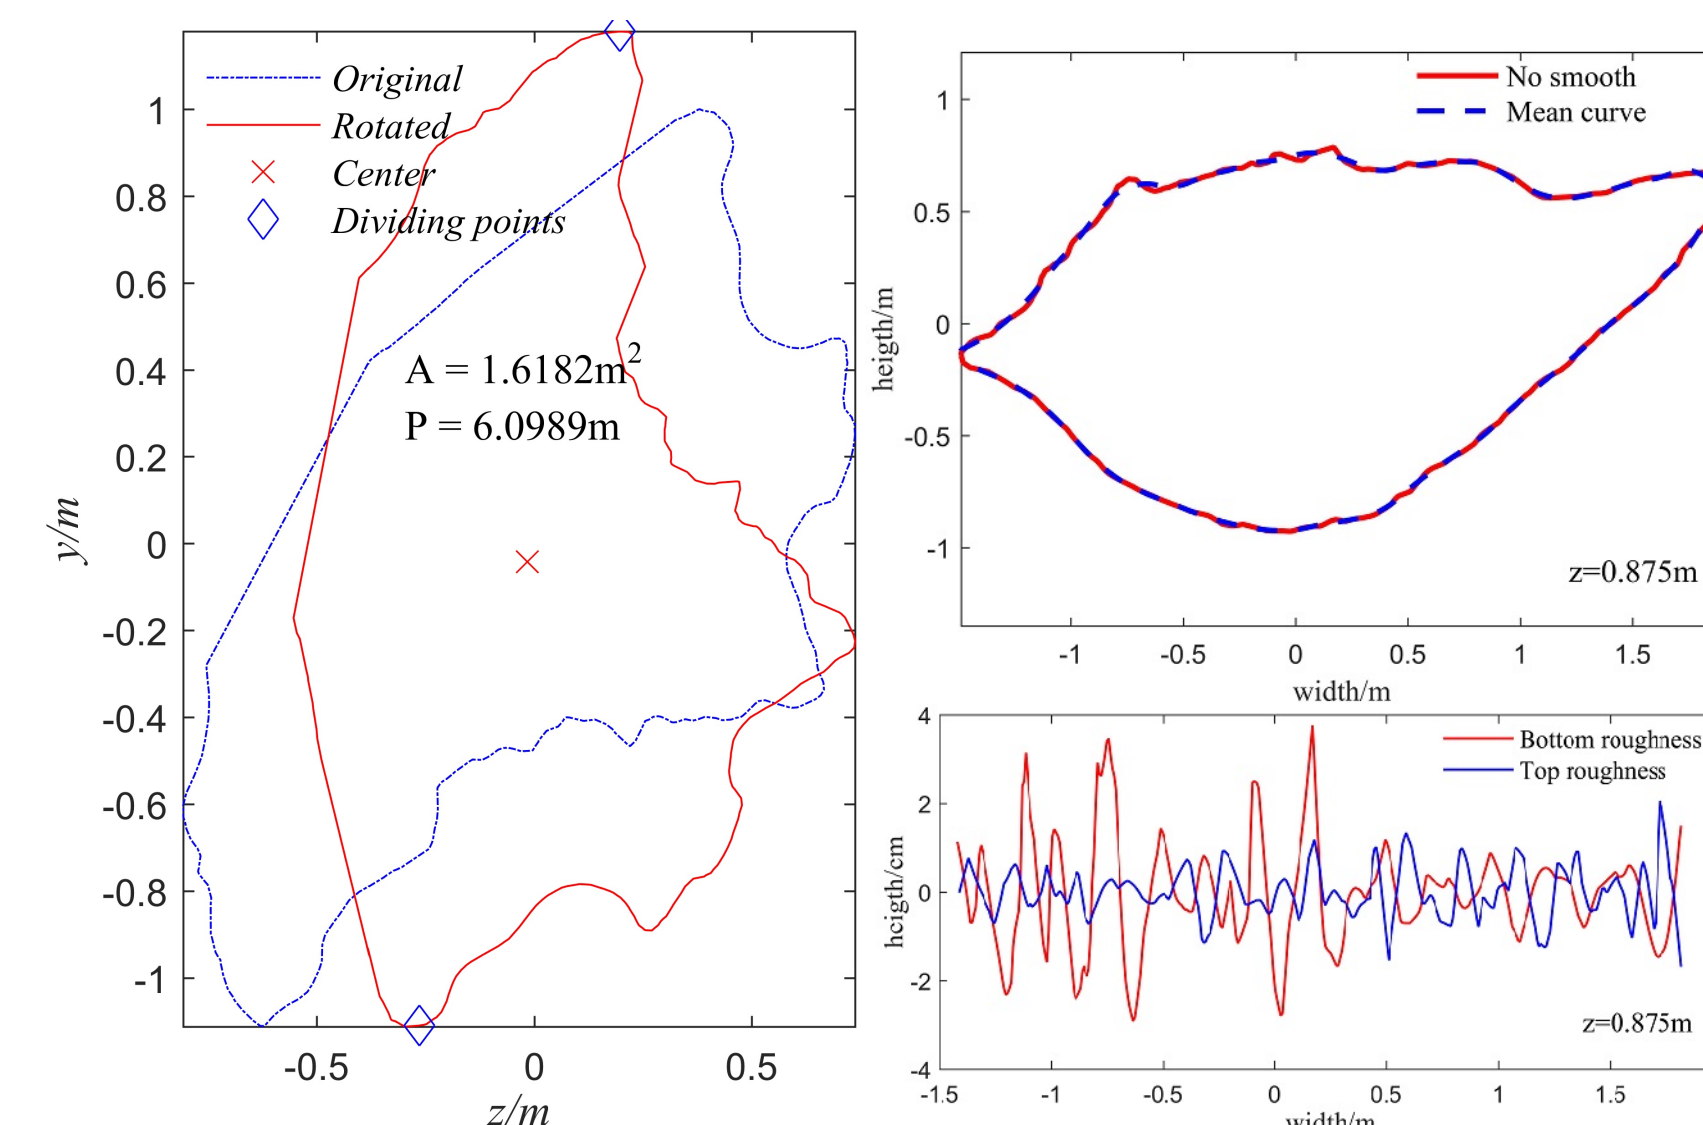 Original
Rotated
Center
Dividing points
A = 1.6182m²
P = 6.0989m
1
0.8
0.6
0.4
0.2
0
-0.2
-0.4
-0.6
-0.8
-1
y/m
-0.5
0
0.5
z/m
No smooth
Mean curve
1
0.5
0
-0.5
-1
heigth/m
z=0.875m
-1
-0.5
0
0.5
1
1.5
width/m
Bottom roughness
Top roughness
4
2
0
-2
-4
heigth/cm
z=0.875m
-1.5
-1
-0.5
0
0.5
1
1.5
width/m